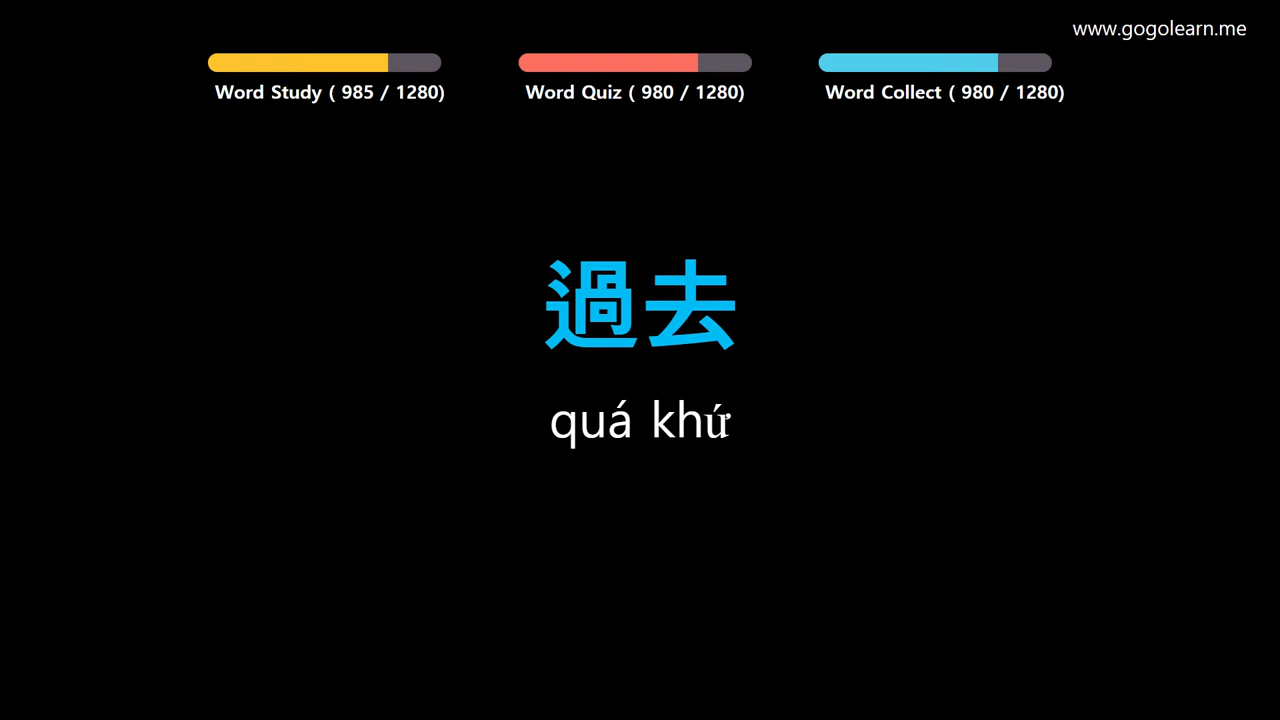 www.gogolearn.me
Word Study ( 985 / 1280)
Word Quiz ( 980 / 1280)
Word Collect ( 980 / 1280)
過去
quá khứ